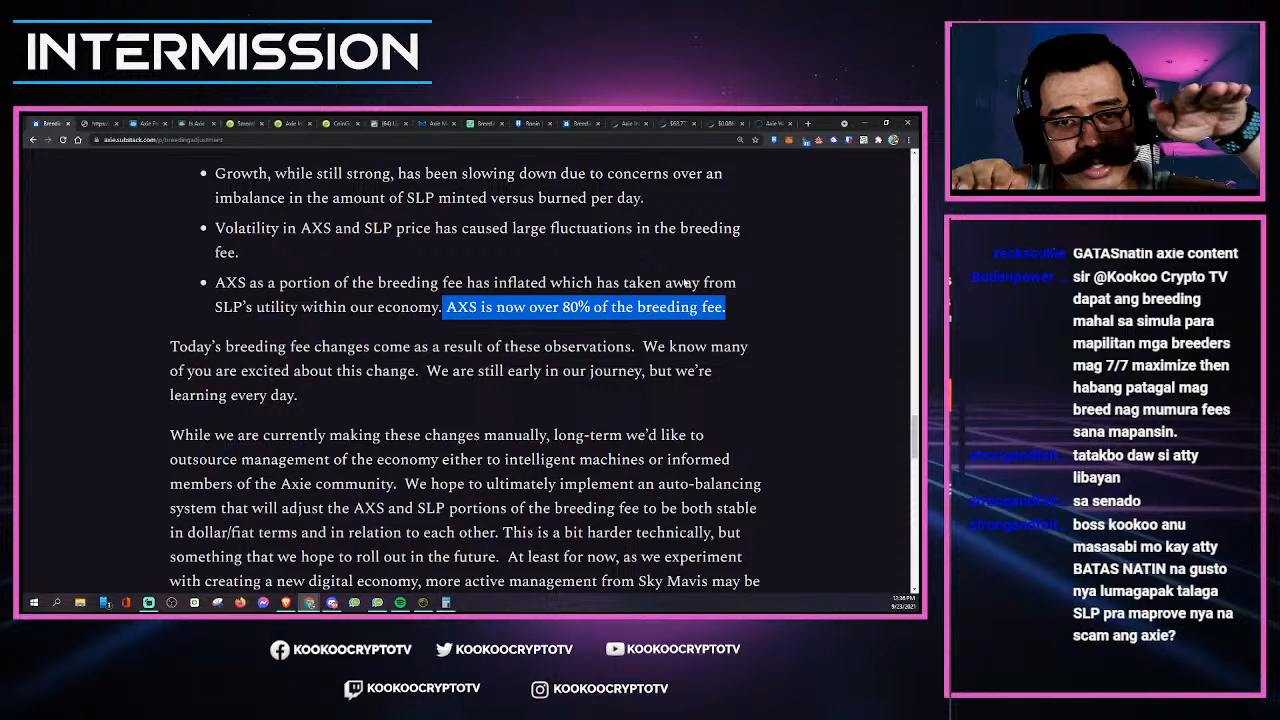 INTERMISSION
axie.substack.com/p/breedingadjustment
Growth, while still strong, has been slowing down due to concerns over an
imbalance in the amount of SLP minted versus burned per day.
Volatility in AXS and SLP price has caused large fluctuations in the breeding
fee.
AXS as a portion of the breeding fee has inflated which has taken away from
SLP’s utility within our economy. AXS is now over 80% of the breeding fee.
Today’s breeding fee changes come as a result of these observations. We know many
of you are excited about this change. We are still early in our journey, but we’re
learning every day.
While we are currently making these changes manually, long-term we’d like to
outsource management of the economy either to intelligent machines or informed
members of the Axie community. We hope to ultimately implement an auto-balancing
system that will adjust the AXS and SLP portions of the breeding fee to be both stable
in dollar/fiat terms and in relation to each other. This is a bit harder technically, but
something that we hope to roll out in the future. At least for now, as we experiment
with creating a new digital economy, more active management from Sky Mavis may be
12:36 PM
9/23/2021
GATASnatin axie content
sir @Kookoo Crypto TV
dapat ang breeding
mahal sa simula para
mapilitan mga breeders
mag 7/7 maximize then
habang patagal mag
breed nag mumura fees
sana mapansin.
strongandfait... tatakbo daw si atty
libayan
strongandfait... sa senado
strongandfait... boss kookoo anu
masasabi mo kay atty
BATAS NATIN na gusto
nya lumagapak talaga
SLP pra maprove nya na
scam ang axie?
KOOKOOCRYPTOTV KOOKOOCRYPTOTV KOOKOOCRYPTOTV
KOOKOOCRYPTOTV KOOKOOCRYPTOTV